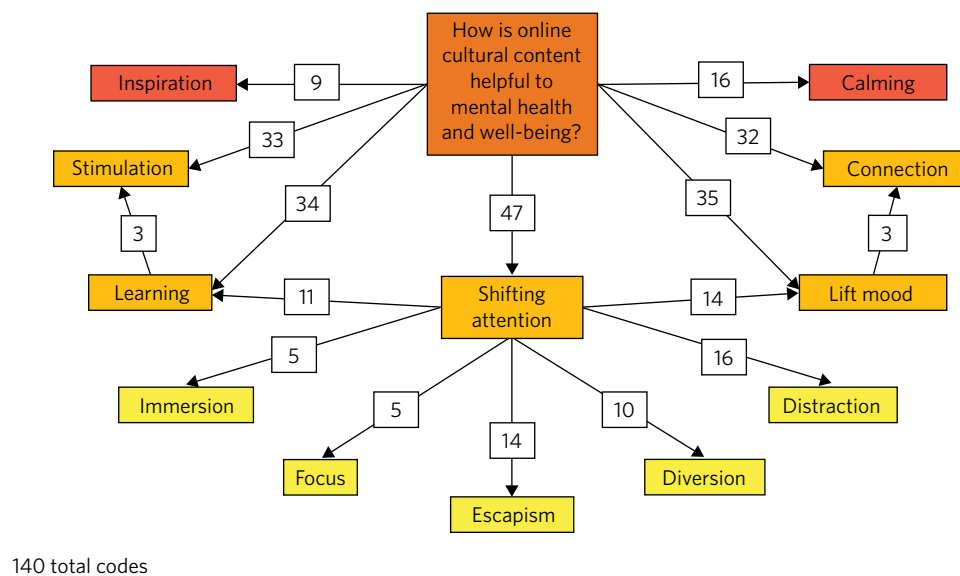 How is online
cultural content
helpful to
mental health
and well-being?
Inspiration
9
16
Calming
33
32
Stimulation
Connection
34
47
35
3
3
Learning
11
Shifting
attention
14
Lift mood
5
16
Immersion
5
14
10
Distraction
Focus
Escapism
Diversion
140 total codes